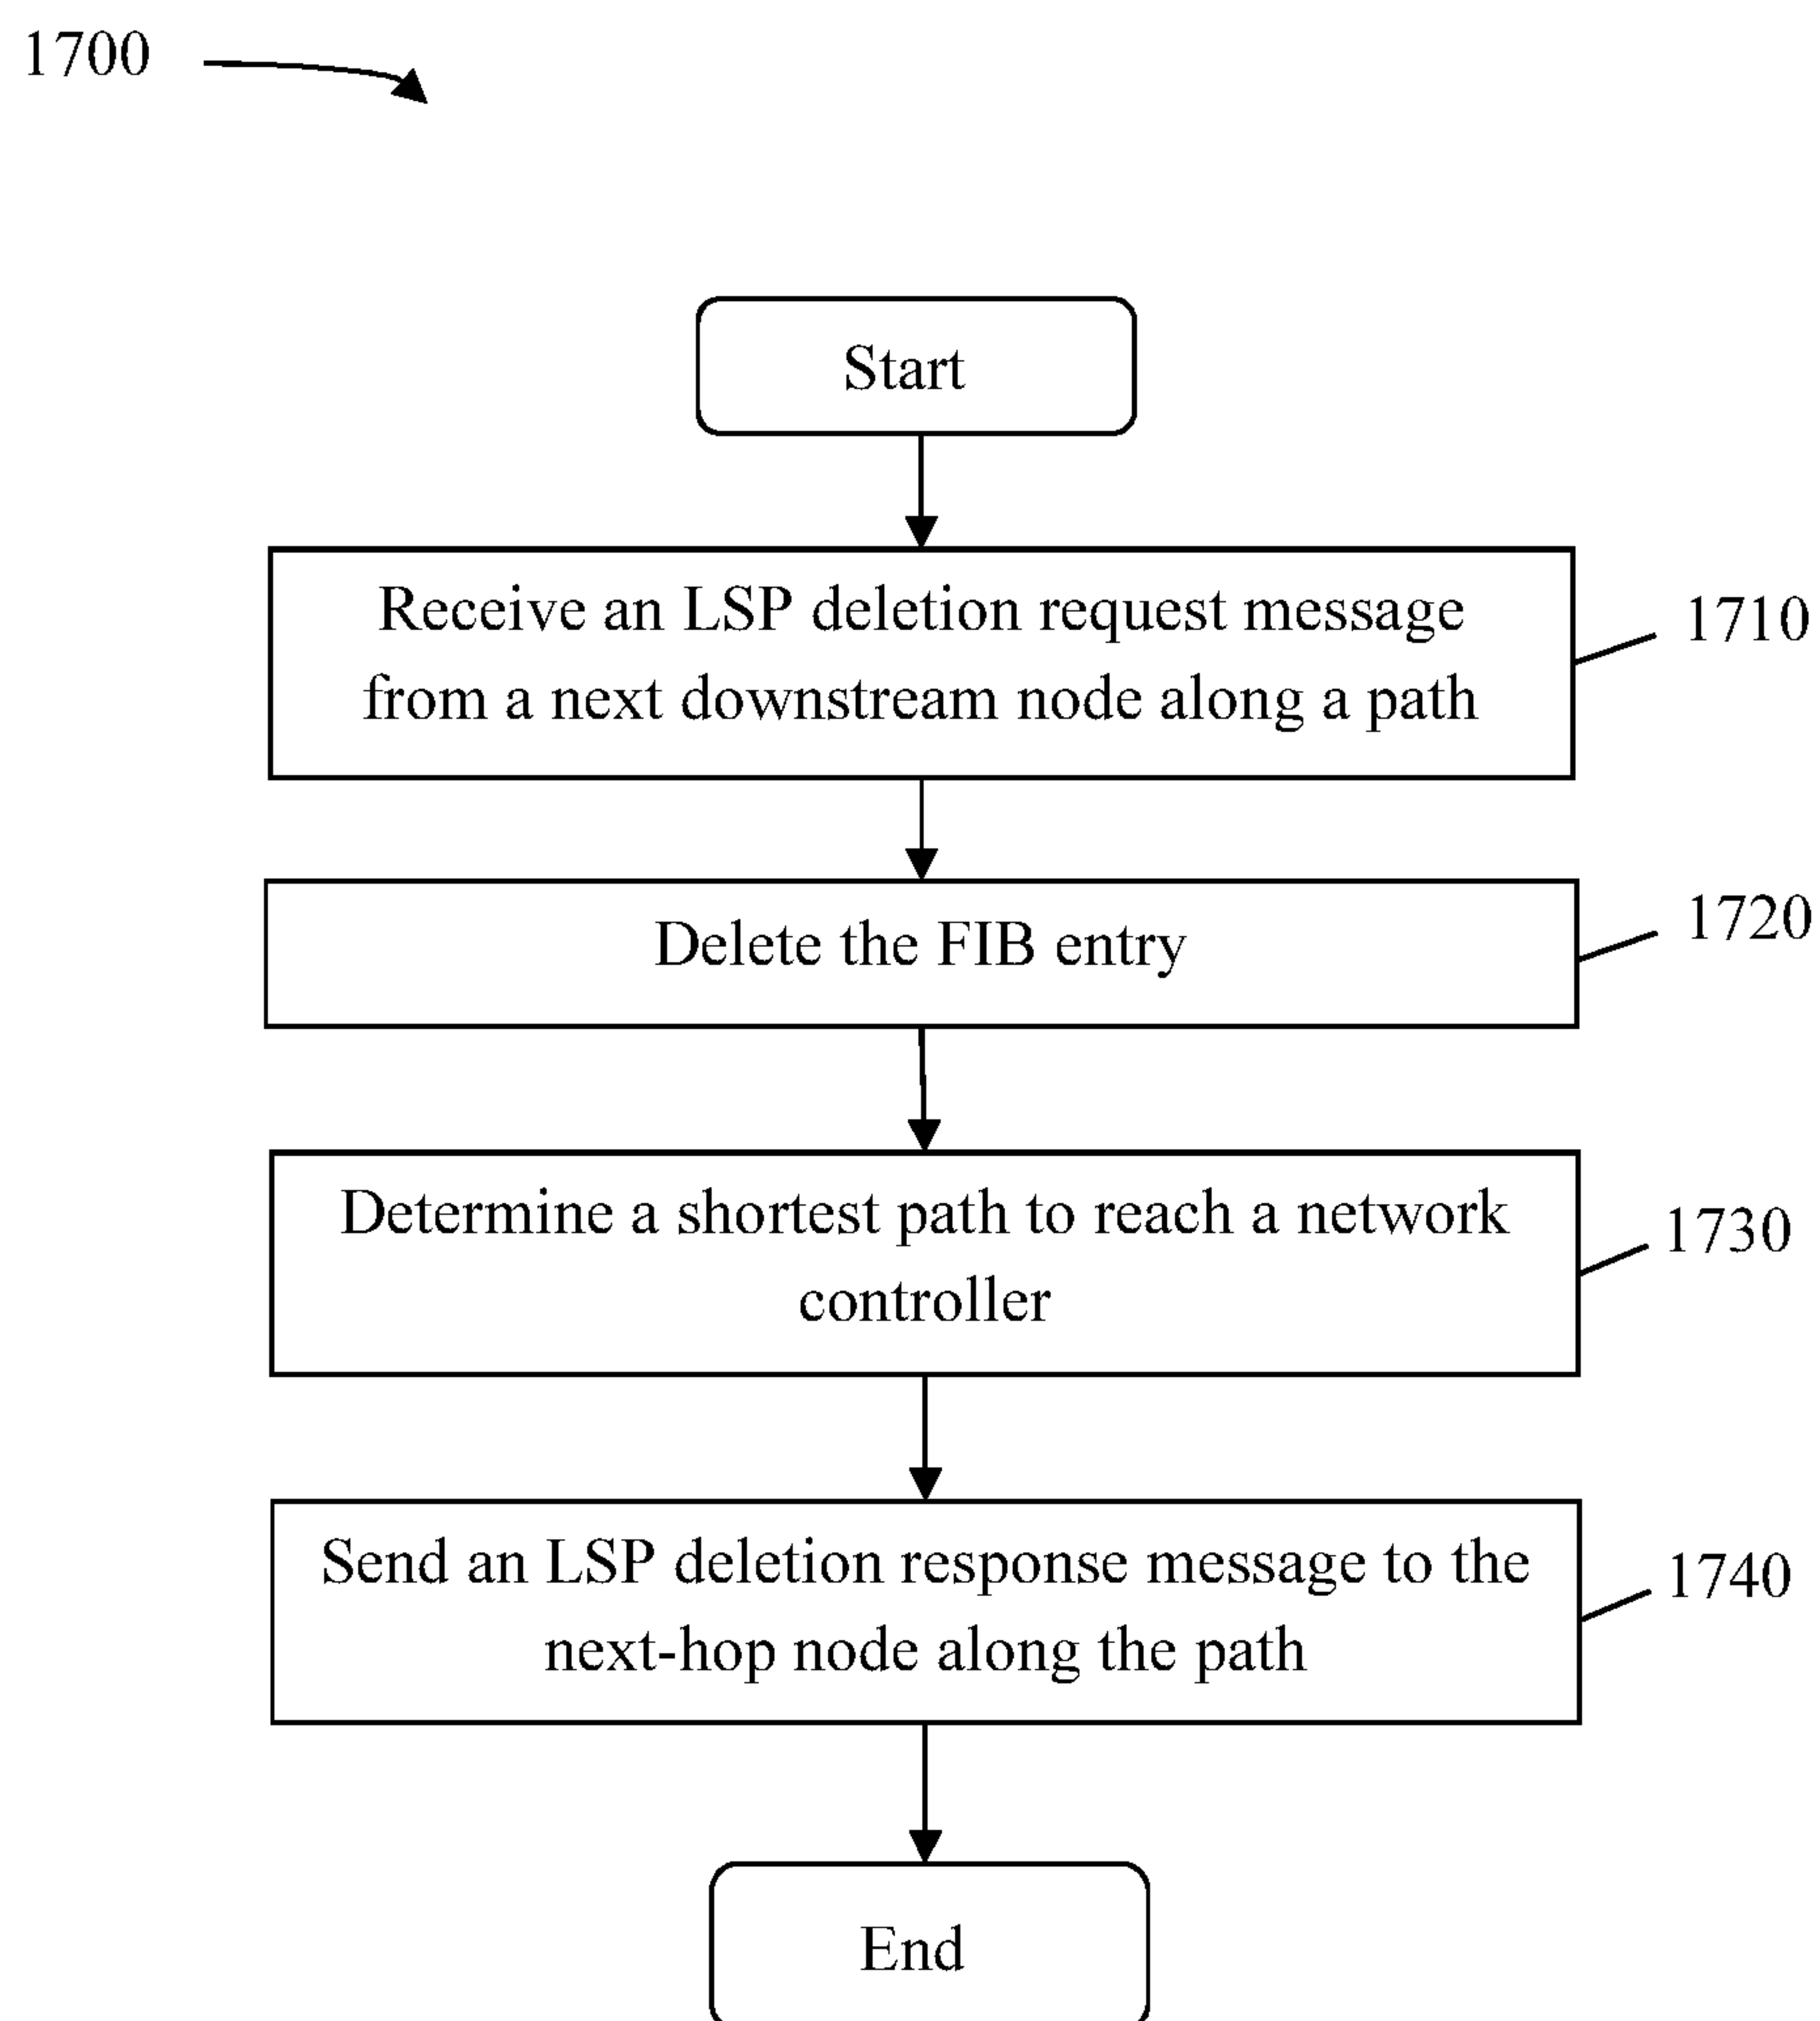 1700
Start
Receive an LSP deletion request message
from a next downstream node along a path
1710
Delete the FIB entry
1720
Determine a shortest path to reach a network
controller
1730
Send an LSP deletion response message to the
next-hop node along the path
1740
End